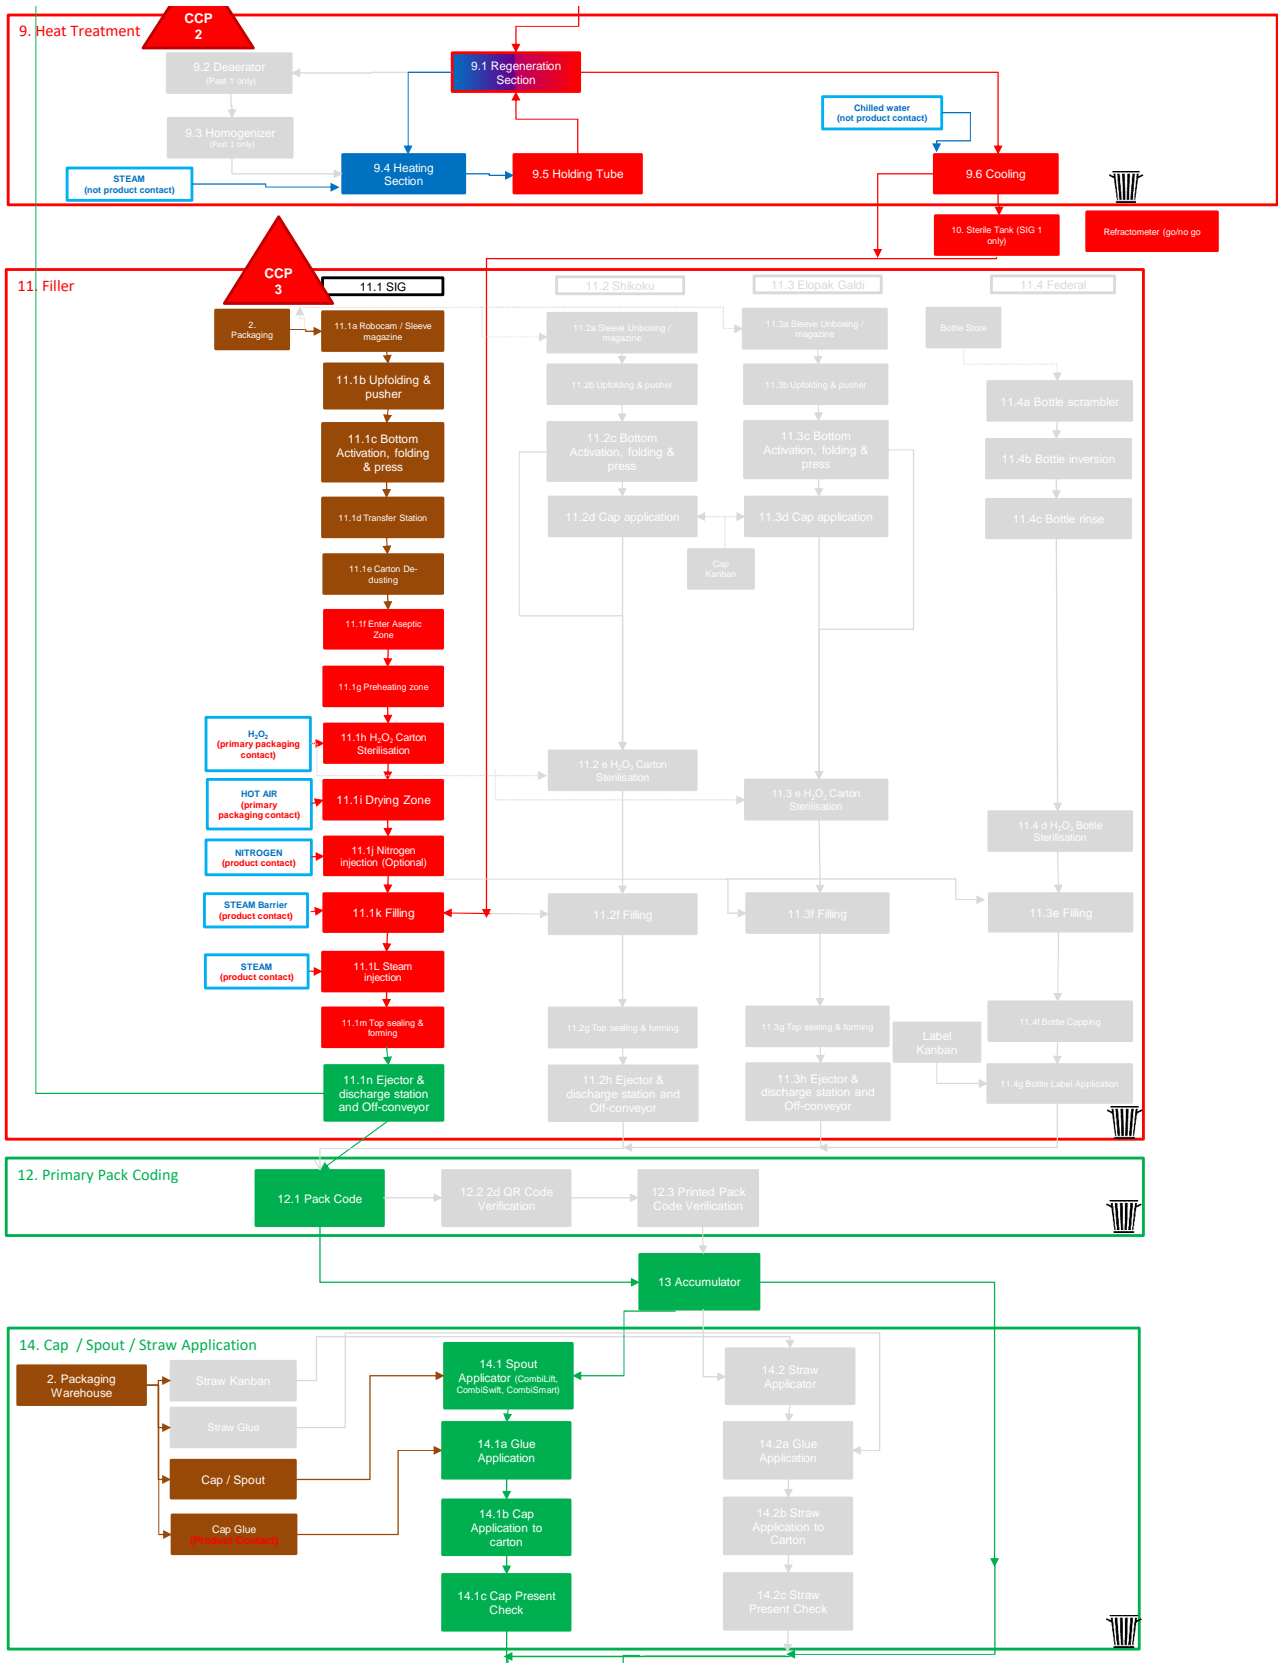 9. Heat Treatment
CCP
2
9.2 Deaerator
(Past 1 only)
9.1 Regeneration
Section
9.3 Homogenizer
(Past 1 only)
Chilled water
(not product contact)
STEAM
(not product contact)
9.4 Heating
Section
9.5 Holding Tube
9.6 Cooling
10. Sterile Tank (SIG 1
only)
Refractometer (go/no go
11. Filler
CCP
3
11.1 SIG
11.2 Shikoku
11.3 Elopak Galdi
11.4 Federal
2.
Packaging
11.1a Robocam / Sleeve
magazine
11.2a Sleeve Unboxing /
magazine
11.3a Sleeve Unboxing /
magazine
Bottle Store
11.1b Upfolding &
pusher
11.2b Upfolding & pusher
11.3b Upfolding & pusher
11.4a Bottle scrambler
11.1c Bottom
Activation, folding
& press
11.2c Bottom
Activation, folding &
press
11.3c Bottom
Activation, folding &
press
11.4b Bottle inversion
11.1d Transfer Station
11.2d Cap application
11.3d Cap application
11.4c Bottle rinse
11.1e Carton De-
dusting
Cap
Kanban
11.1f Enter Aseptic
Zone
11.1g Preheating zone
H₂O₂
(primary packaging
contact)
11.1h H₂O₂ Carton
Sterilisation
11.2 e H₂O₂ Carton
Sterilisation
HOT AIR
(primary
packaging contact)
11.1i Drying Zone
11.3 e H₂O₂ Carton
Sterilisation
11.4 d H₂O₂ Bottle
Sterilisation
NITROGEN
(product contact)
11.1j Nitrogen
injection (Optional)
STEAM Barrier
(product contact)
11.1k Filling
11.2f Filling
11.3f Filling
11.3e Filling
STEAM
(product contact)
11.1L Steam
injection
11.1m Top sealing &
forming
11.2g Top sealing & forming
11.3g Top sealing & forming
11.4f Bottle Capping
Label
Kanban
11.1n Ejector &
discharge station
and Off-conveyor
11.2h Ejector &
discharge station and
Off-conveyor
11.3h Ejector &
discharge station and
Off-conveyor
11.4g Bottle Label Application
12. Primary Pack Coding
12.1 Pack Code
12.2 2d QR Code
Verification
12.3 Printed Pack
Code Verification
13 Accumulator
14. Cap / Spout / Straw Application
2. Packaging
Warehouse
Straw Kanban
14.1 Spout
Applicator (CombiLift,
CombiSwift, CombiSmart)
14.2 Straw
Applicator
Straw Glue
14.1a Glue
Application
14.2a Glue
Application
Cap / Spout
Cap Glue
(Product Contact)
14.1b Cap
Application to
carton
14.2b Straw
Application to
Carton
14.1c Cap Present
Check
14.2c Straw
Present Check